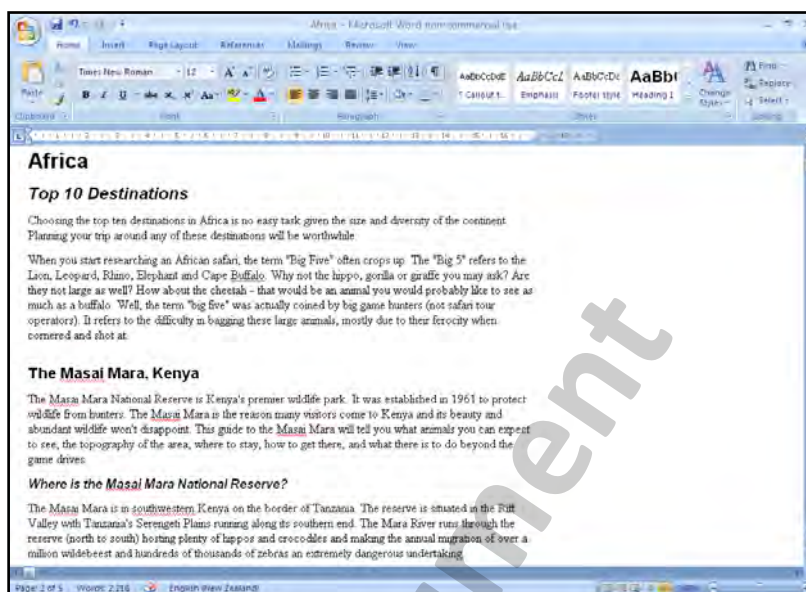 Africa - Microsoft Word non-commercial use
Home Insert Page Layout References Mailings Review View
Times New Roman 12
Paste
B I U abe
AaBbCcDdE AaBbCcL AaBbCcDc AaBb(
Emphasis Footer style Heading 1
Change Styles
Find
Replace
Select
Clipboard Font Paragraph Styles Editing
Africa
Top 10 Destinations
Choosing the top ten destinations in Africa is no easy task given the size and diversity of the continent.
Planning your trip around any of these destinations will be worthwhile.
When you start researching an African safari, the term "Big Five" often crops up. The "Big 5" refers to the
Lion, Leopard, Rhino, Elephant and Cape Buffalo. Why not the hippo, gorilla or giraffe you may ask? Are
they not large as well? How about the cheetah - that would be an animal you would probably like to see as
much as a buffalo. Well, the term "big five" was actually coined by big game hunters (not safari tour
operators). It refers to the difficulty in bagging these large animals, mostly due to their ferocity when
cornered and shot at.
The Masai Mara, Kenya
The Masai Mara National Reserve is Kenya's premier wildlife park. It was established in 1961 to protect
wildlife from hunters. The Masai Mara is the reason many visitors come to Kenya and its beauty and
abundant wildlife won't disappoint. This guide to the Masai Mara will tell you what animals you can expect
to see, the topography of the area, where to stay, how to get there, and what there is to do beyond the
game drives.
Where is the Masai Mara National Reserve?
The Masai Mara is in southwestern Kenya on the border of Tanzania. The reserve is situated in the Rift
Valley with Tanzania's Serengeti Plains running along its southern end. The Mara River runs through the
reserve (north to south) hosting plenty of hippos and crocodiles and making the annual migration of over a
million wildebeest and hundreds of thousands of zebras an extremely dangerous undertaking.
Words: 2,216 English (New Zealand)